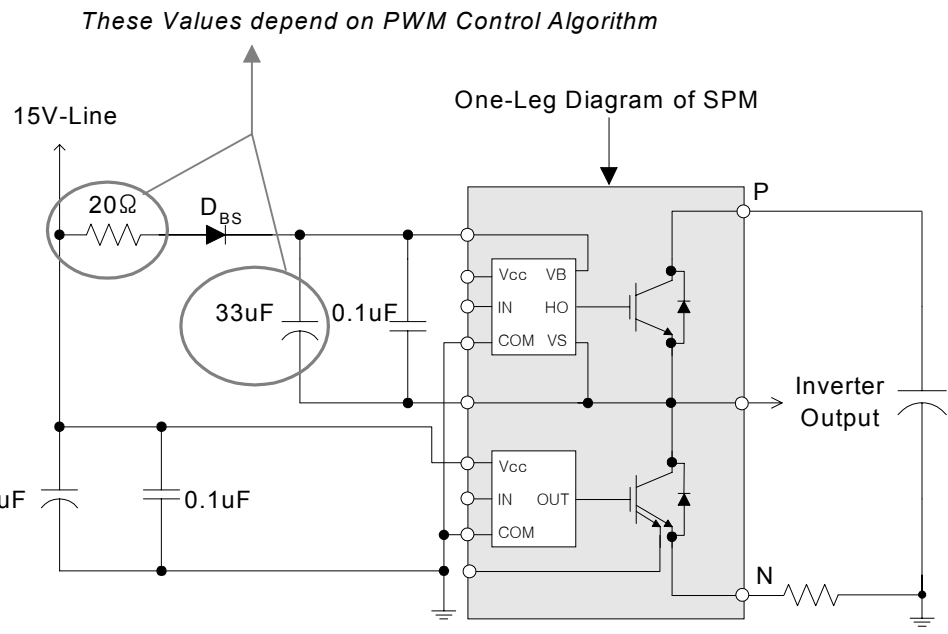 These Values depend on PWM Control Algorithm
One-Leg Diagram of SPM
15V-Line
P
20Ω
D_BS
Vcc VB
IN HO
COM VS
33uF
0.1uF
Inverter
Output
Vcc
IN OUT
COM
uF
0.1uF
N